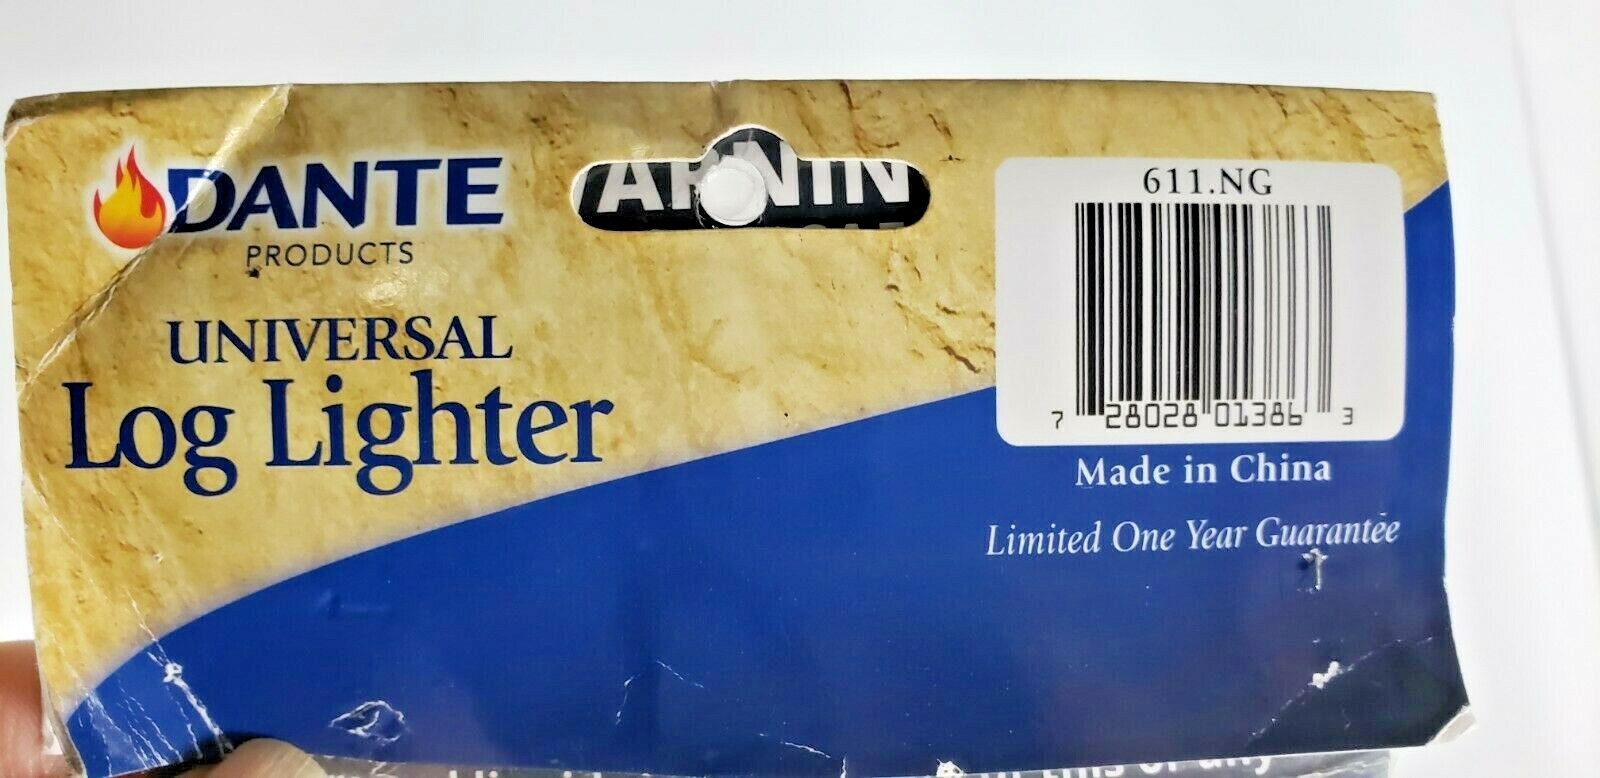 DANTE
PRODUCTS
UNIVERSAL
Log Lighter
611.NG
7 28028 01386 3
Made in China
Limited One Year Guarantee